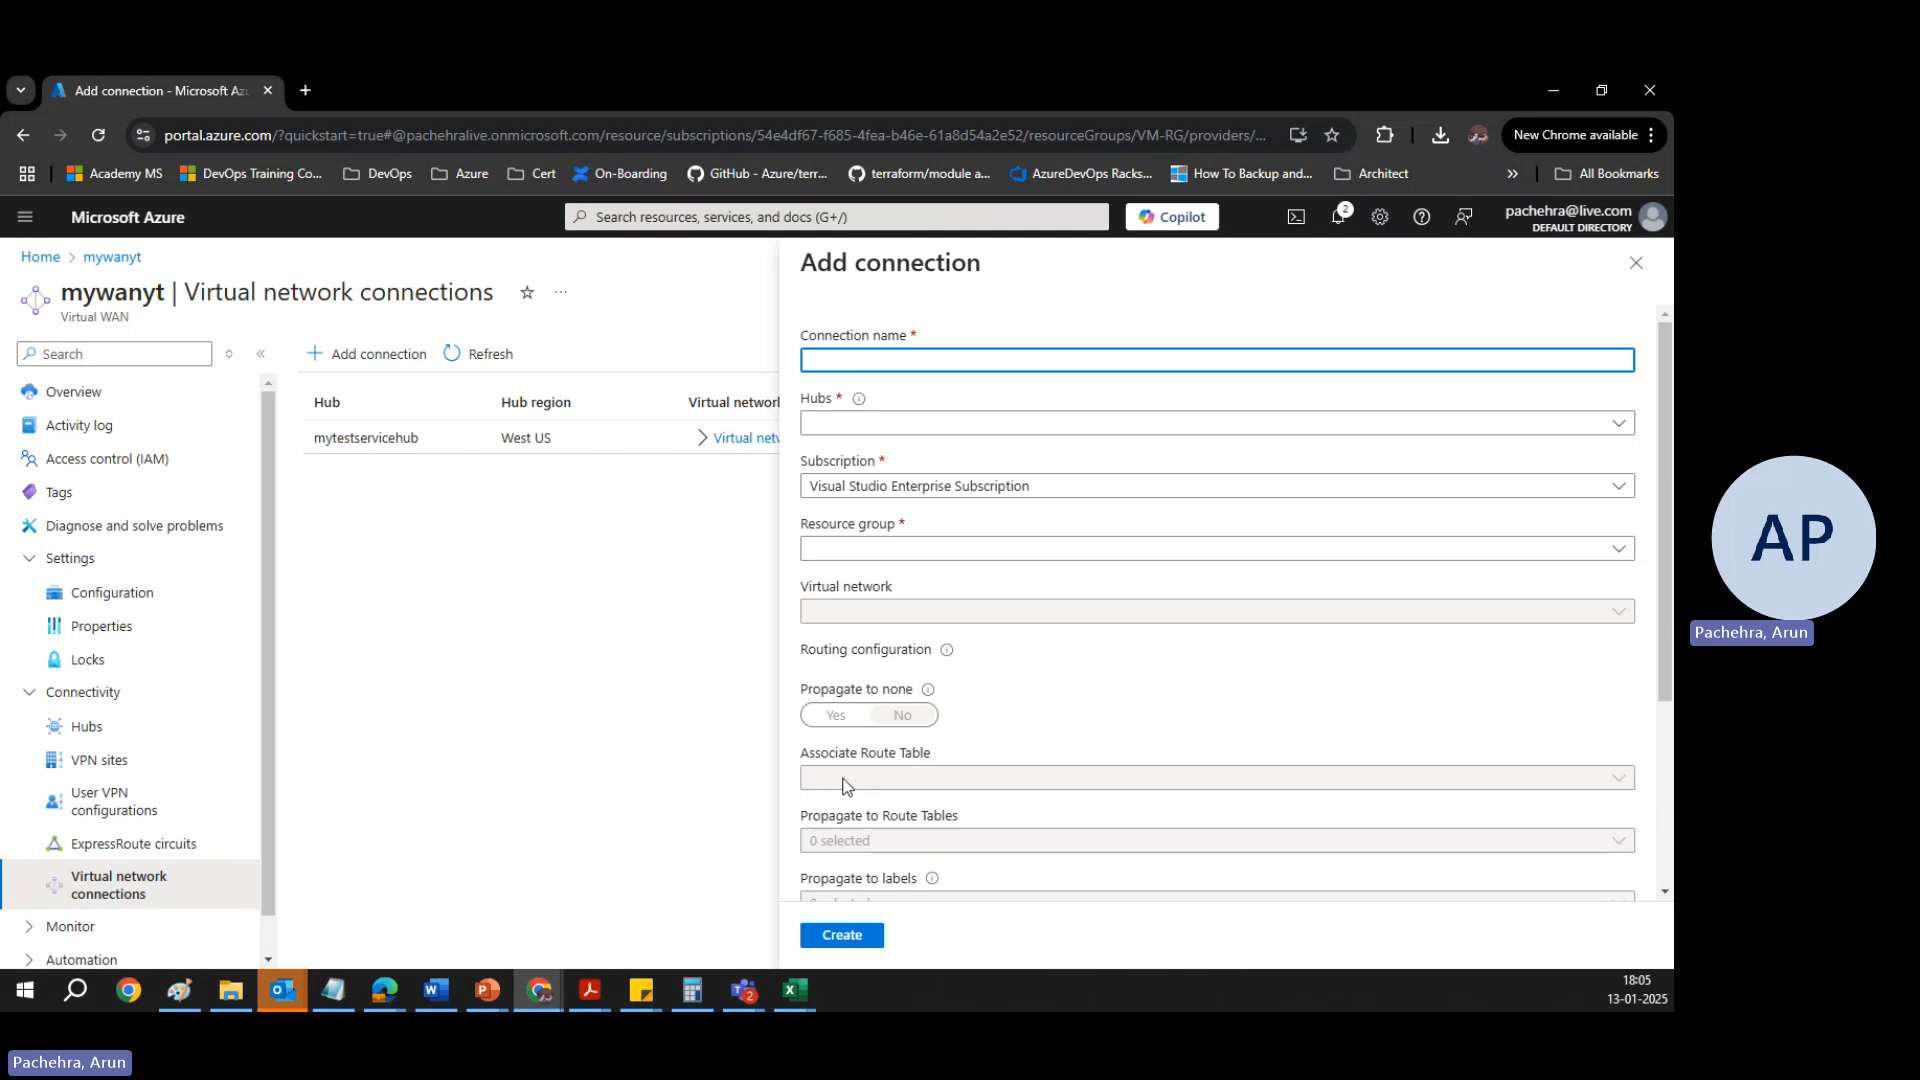 Add connection - Microsoft Az
portal.azure.com/?quickstart=true#@pachehralive.onmicrosoft.com/resource/subscriptions/54e4df67-f685-4fea-b46e-61a8d54a2e52/resourceGroups/VM-RG/providers/...
New Chrome available
Academy MS
DevOps Training Co...
DevOps
Azure
Cert
On-Boarding
GitHub - Azure/terr...
terraform/module a...
AzureDevOps Racks...
How To Backup and...
Architect
All Bookmarks
Microsoft Azure
Search resources, services, and docs (G+/)
Copilot
2
pachehra@live.com
DEFAULT DIRECTORY
Home > mywanyt
mywanyt | Virtual network connections
Virtual WAN
Search
Overview
Activity log
Access control (IAM)
Tags
Diagnose and solve problems
Settings
Configuration
Properties
Locks
Connectivity
Hubs
VPN sites
User VPN
configurations
ExpressRoute circuits
Virtual network
connections
Monitor
Automation
Add connection
Refresh
Hub
Hub region
Virtual network
mytestservicehub
West US
Virtual net
Add connection
Connection name *
Hubs *
Subscription *
Visual Studio Enterprise Subscription
Resource group *
Virtual network
Routing configuration
Propagate to none
Yes
No
Associate Route Table
Propagate to Route Tables
0 selected
Propagate to labels
Create
AP
Pachehra, Arun
2
18:05
13-01-2025
Pachehra, Arun